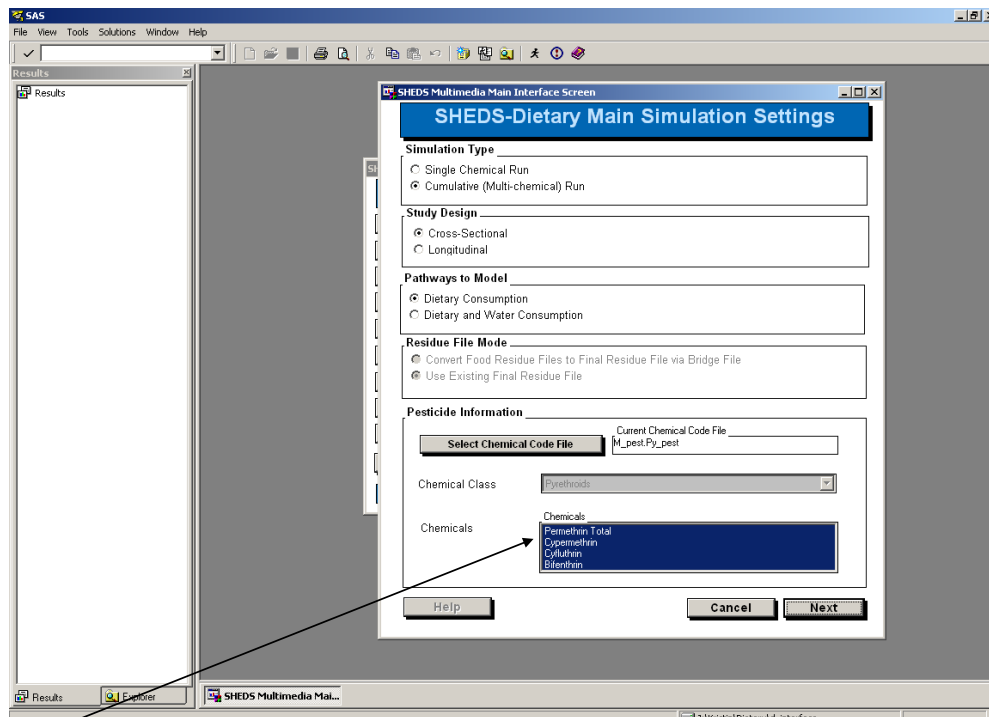 SAS
File View Tools Solutions Window Help
Results
Results
SHEDS Multimedia Main Interface Screen
SHEDS-Dietary Main Simulation Settings
Simulation Type
Single Chemical Run
Cumulative (Multi-chemical) Run
Study Design
Cross-Sectional
Longitudinal
Pathways to Model
Dietary Consumption
Dietary and Water Consumption
Residue File Mode
Convert Food Residue Files to Final Residue File via Bridge File
Use Existing Final Residue File
Pesticide Information
Select Chemical Code File
Current Chemical Code File
M_pest.Py_pest
Chemical Class
Pyrethroids
Chemicals
Chemicals
Permethrin Total
Cypermethrin
Cyfluthrin
Bifenthrin
Help
Cancel
Next
Results
Explorer
SHEDS Multimedia Mai...